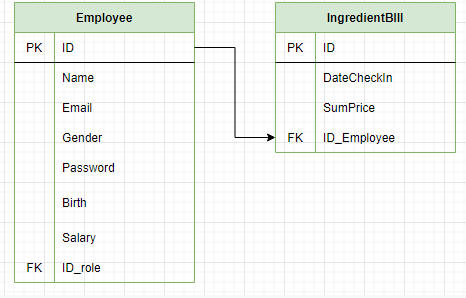 Employee
PK ID
Name
Email
Gender
Password
Birth
Salary
FK ID_role
IngredientBIll
PK ID
DateCheckIn
SumPrice
FK ID_Employee